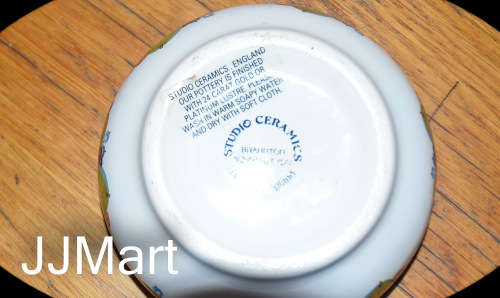 STUDIO CERAMICS, ENGLAND
OUR POTTERY IS FINISHED
WITH 24 CARAT GOLD OR
PLATINUM LUSTRE. PLEASE
WASH IN WARM SOAPY WATER
AND DRY WITH SOFT CLOTH.
STUDIO CERAMICS
JJMart